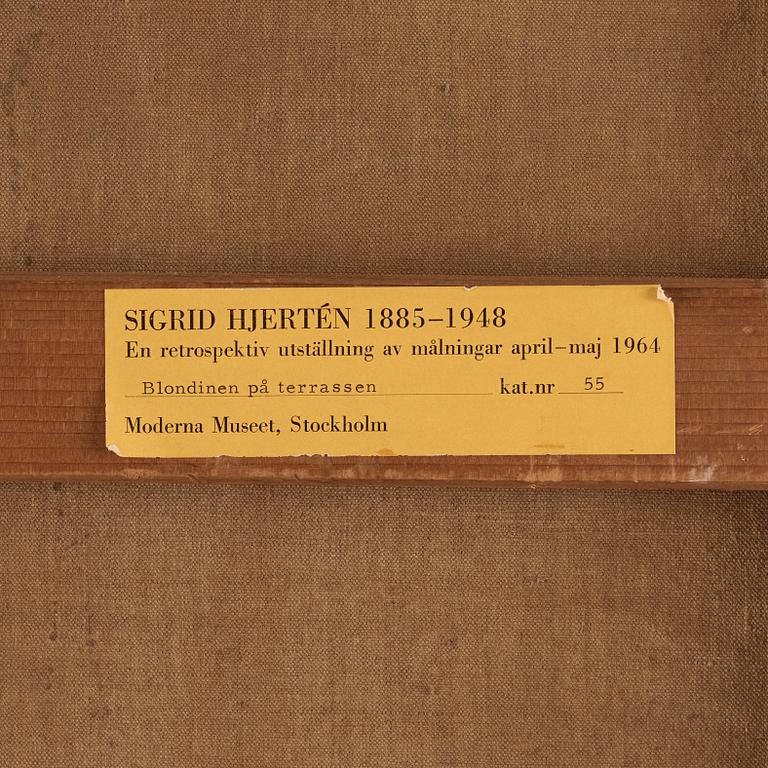 SIGRID HJERTÉN 1885–1948
En retrospektiv utställning av målningar april–maj 1964
Blondinen på terrassen kat.nr 55
Moderna Museet, Stockholm